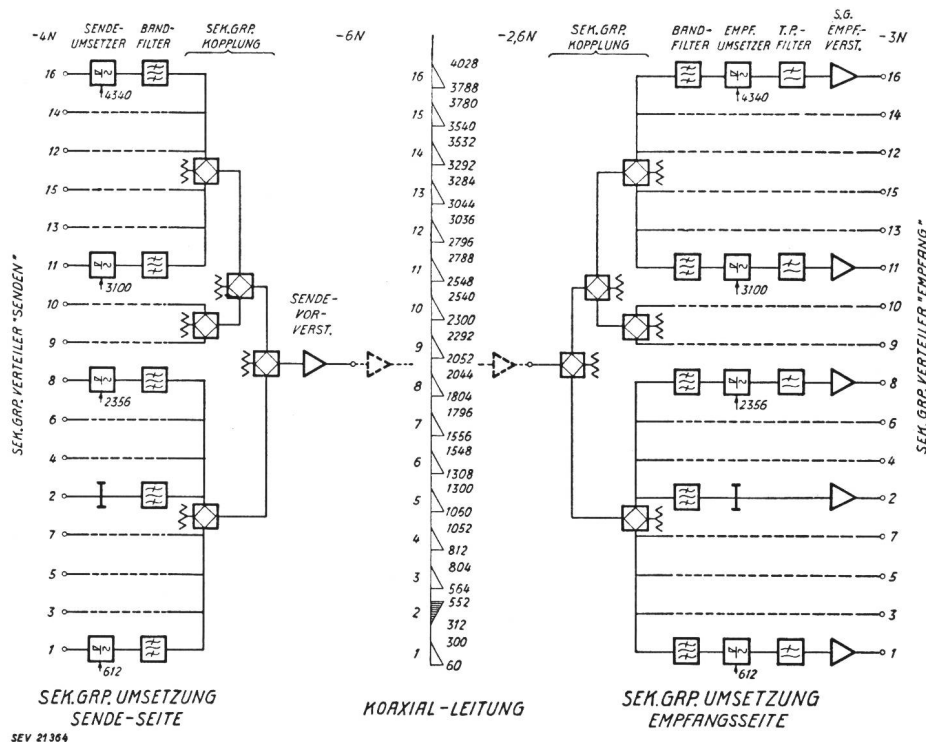 -4N
SENDE-
UMSETZER
BAND-
FILTER
SEK.GRP.
KOPPLUNG
-6N
-2,6N
SEK.GRP.
KOPPLUNG
BAND-
FILTER
EMPF.
UMSETZER
T.P.-
FILTER
S.G.
EMPF.-
VERST.
-3N
SEK.GRP. VERTEILER "SENDEN"
16
4340
14
12
15
13
11
3100
10
9
8
2356
6
4
2
7
5
3
1
612
SENDE-
VOR-
VERST.
16
4028
3788
15
3780
3540
14
3532
3292
13
3284
3044
12
3036
2796
11
2788
2548
10
2540
2300
9
2292
2052
8
2044
1804
7
1796
1556
6
1548
1308
5
1300
1060
4
1052
812
3
804
564
2
552
312
1
300
60
16
4340
14
12
15
13
11
3100
10
9
8
2356
6
4
2
7
5
3
1
612
SEK.GRP. VERTEILER "EMPFANG"
SEK.GRP. UMSETZUNG
SENDE-SEITE
KOAXIAL-LEITUNG
SEK.GRP. UMSETZUNG
EMPFANGSSEITE
SEV 21364